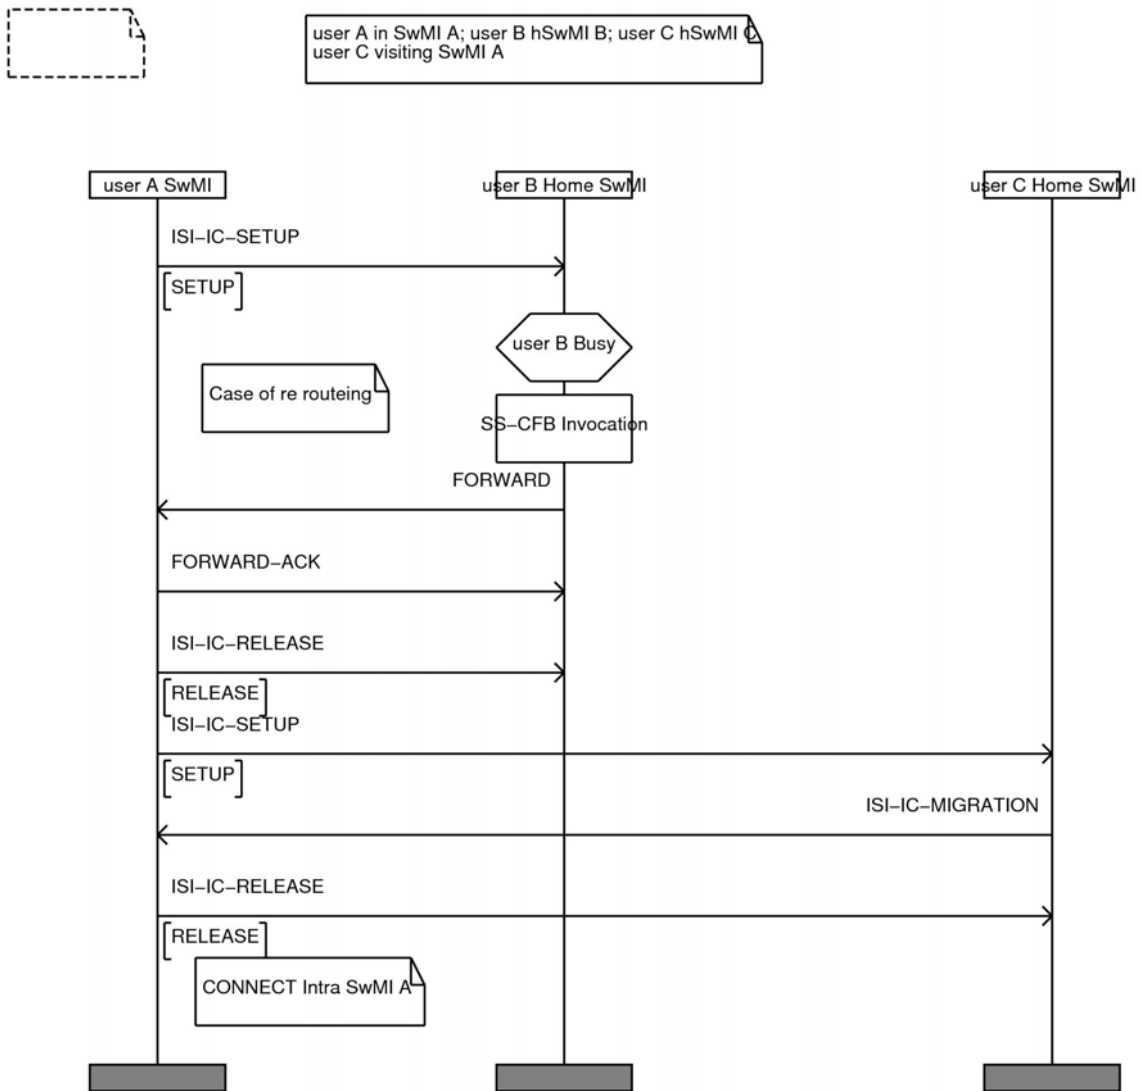 user A in SwMI A; user B hSwMI B; user C hSwMI C
user C visiting SwMI A
user A SwMI
user B Home SwMI
user C Home SwMI
ISI-IC-SETUP
SETUP
user B Busy
Case of re routeing
SS-CFB Invocation
FORWARD
FORWARD-ACK
ISI-IC-RELEASE
RELEASE
ISI-IC-SETUP
SETUP
ISI-IC-MIGRATION
ISI-IC-RELEASE
RELEASE
CONNECT Intra SwMI A